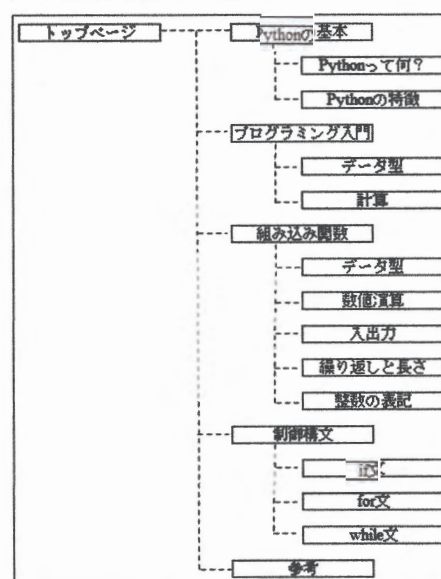 トップページ
Pythonの基本
Pythonって何?
Pythonの特徴
プログラミング入門
データ型
計算
組み込み関数
データ型
数値演算
入出力
繰り返しと長さ
整数の表記
制御構文
if文
for文
while文
参考